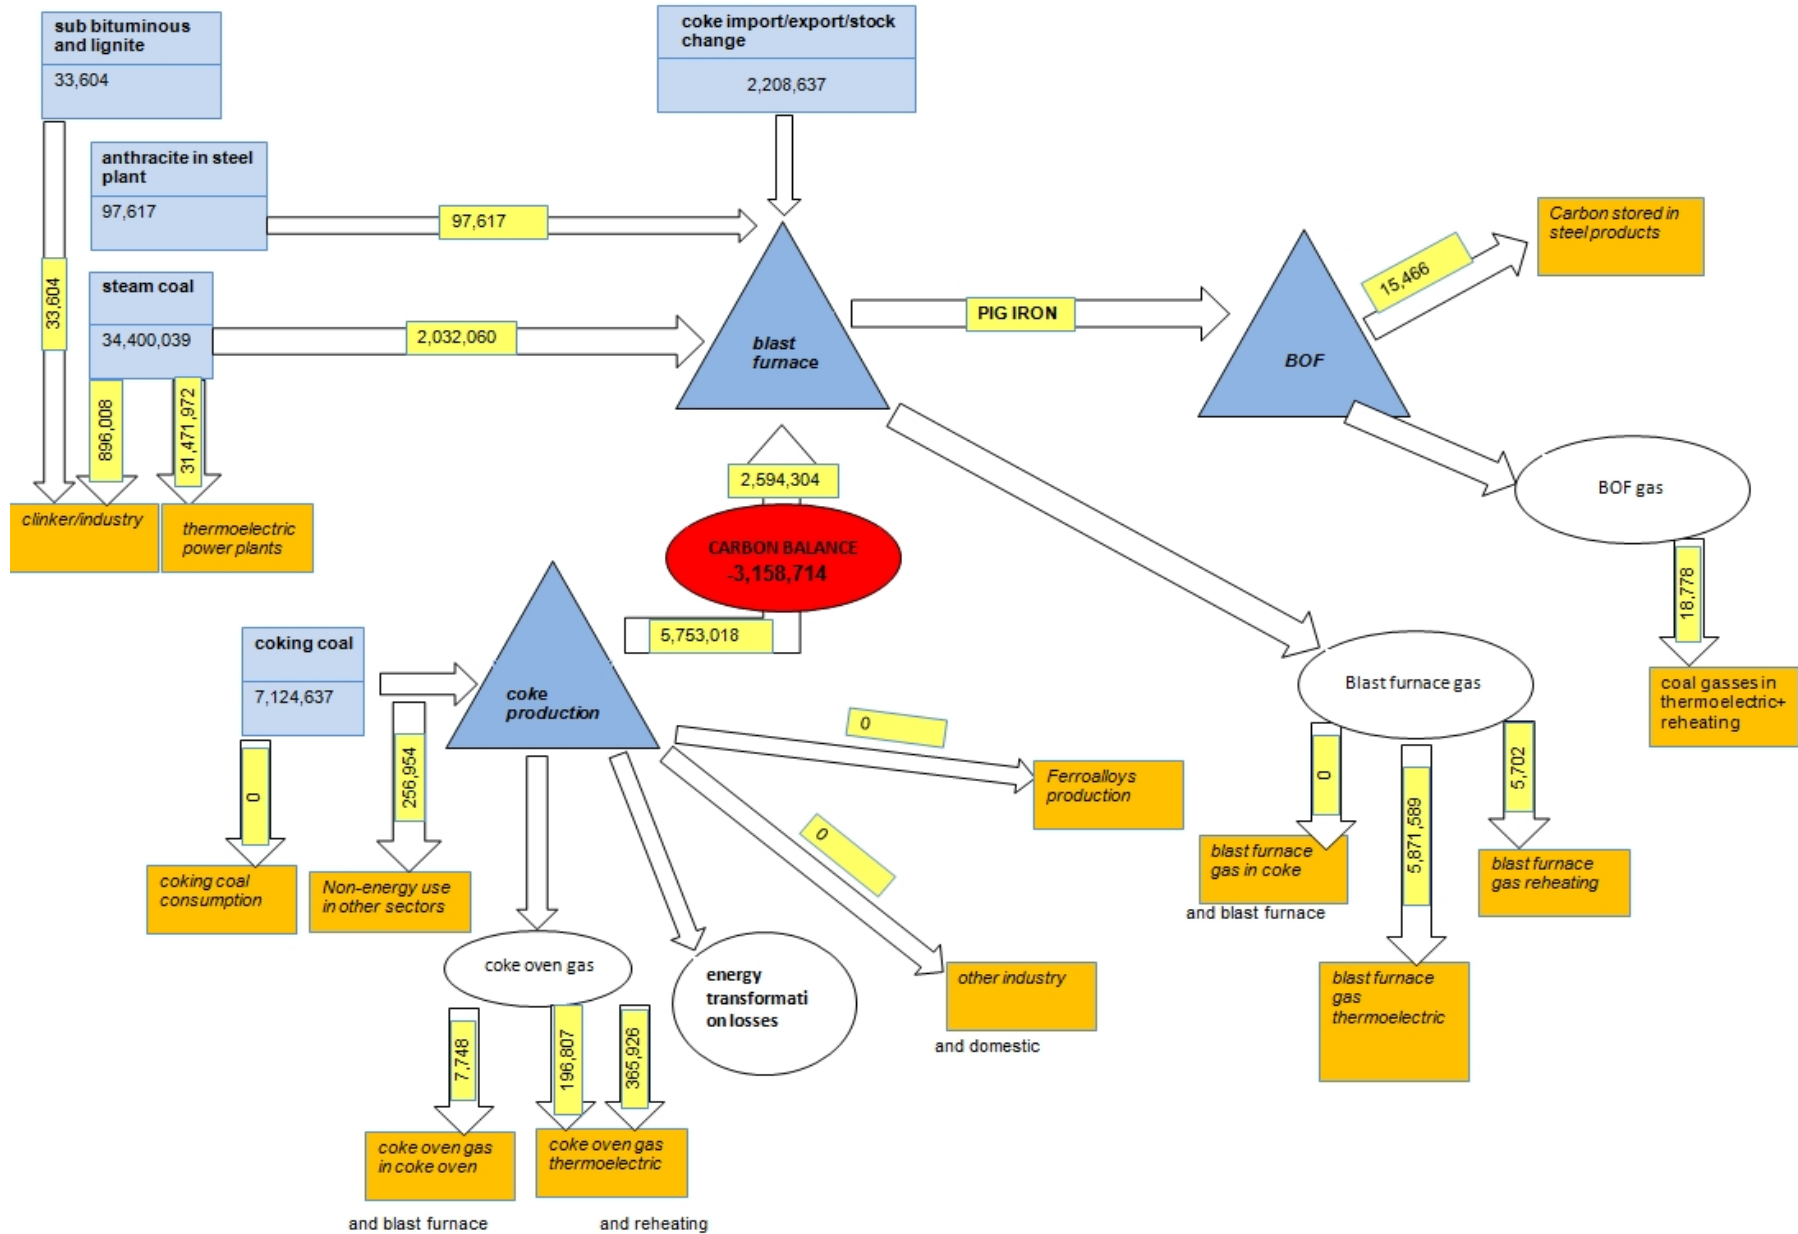 sub bituminous
and lignite
33,604
coke import/export/stock
change
2,208,637
anthracite in steel
plant
97,617
97,617
Carbon stored in
steel products
15,466
33,604
steam coal
34,400,039
2,032,060
PIG IRON
blast
furnace
BOF
896,008
31,471,972
2,594,304
BOF gas
clinker/industry
thermoelectric
power plants
CARBON BALANCE
-3,158,714
18,778
5,753,018
coking coal
7,124,637
coke
production
Blast furnace gas
coal gasses in
thermoelectric+
reheating
0
256,954
0
Ferroalloys
production
0
0
5,871,589
5,702
coking coal
consumption
Non-energy use
in other sectors
blast furnace
gas in coke
and blast furnace
blast furnace
gas reheating
coke oven gas
energy
transformati
on losses
other industry
and domestic
blast furnace
gas
thermoelectric
7,748
196,807
365,926
coke oven gas
in coke oven
coke oven gas
thermoelectric
and blast furnace
and reheating